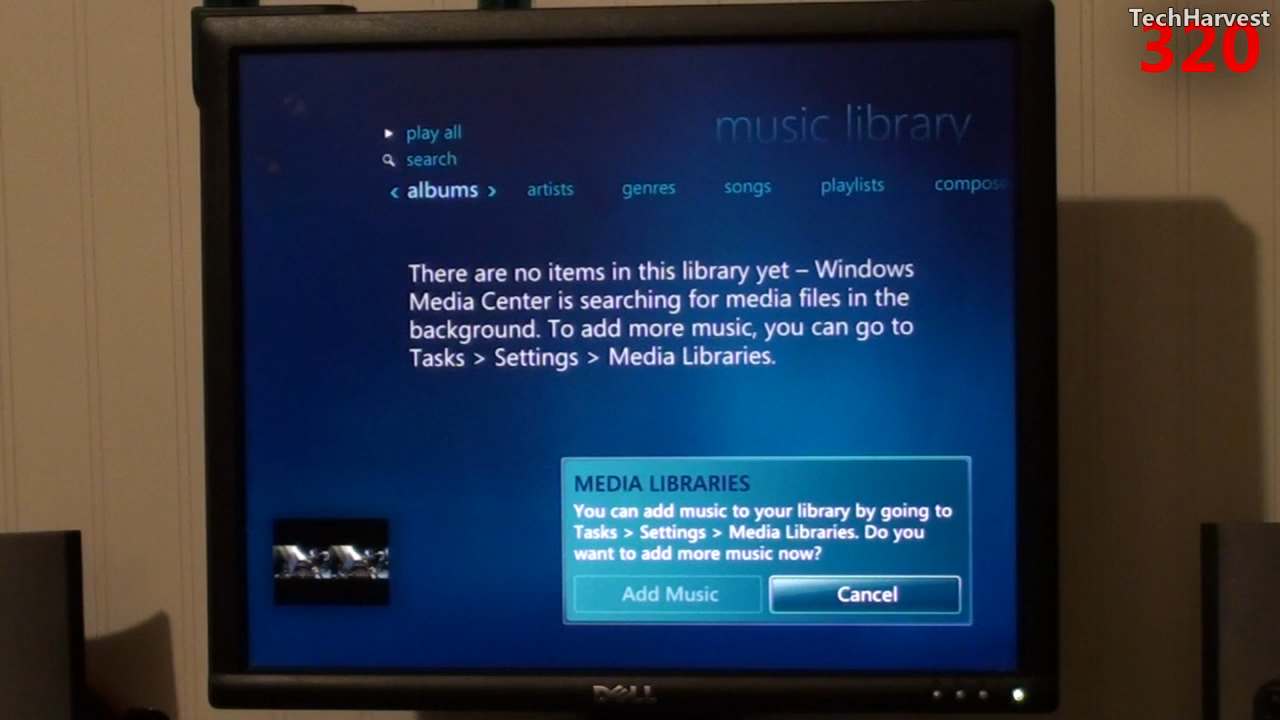 TechHarvest
320
music library
play all
search
albums artists genres songs playlists compos
There are no items in this library yet – Windows
Media Center is searching for media files in the
background. To add more music, you can go to
Tasks > Settings > Media Libraries.
MEDIA LIBRARIES
You can add music to your library by going to
Tasks > Settings > Media Libraries. Do you
want to add more music now?
Add Music Cancel
DELL